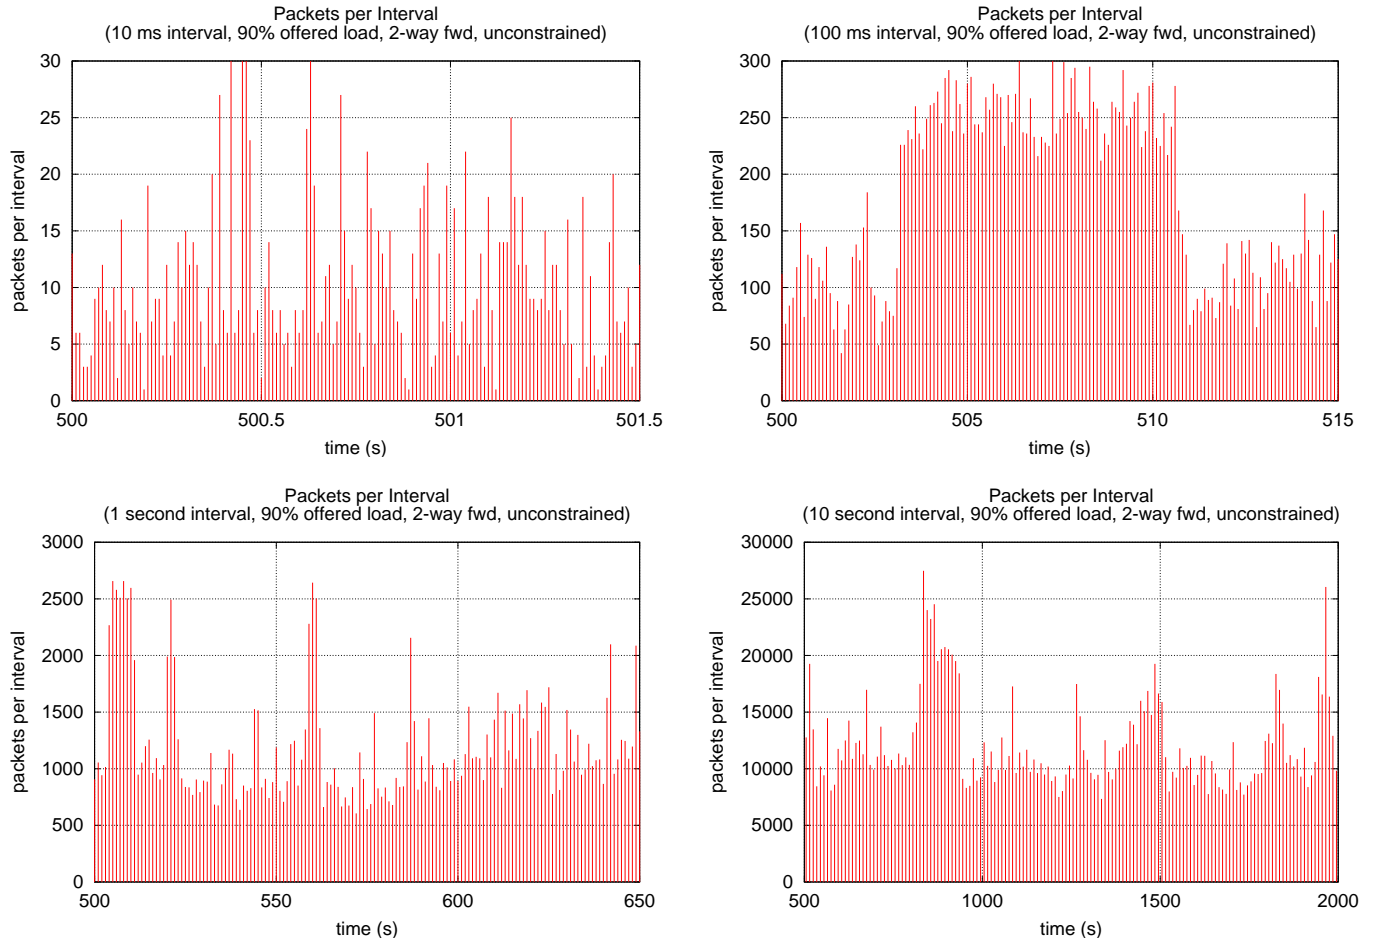 Packets per Interval
(10 ms interval, 90% offered load, 2-way fwd, unconstrained)
packets per interval
30
25
20
15
10
5
0
500
500.5
501
501.5
time (s)
Packets per Interval
(100 ms interval, 90% offered load, 2-way fwd, unconstrained)
packets per interval
300
250
200
150
100
50
0
500
505
510
515
time (s)
Packets per Interval
(1 second interval, 90% offered load, 2-way fwd, unconstrained)
packets per interval
3000
2500
2000
1500
1000
500
0
500
550
600
650
time (s)
Packets per Interval
(10 second interval, 90% offered load, 2-way fwd, unconstrained)
packets per interval
30000
25000
20000
15000
10000
5000
0
500
1000
1500
2000
time (s)